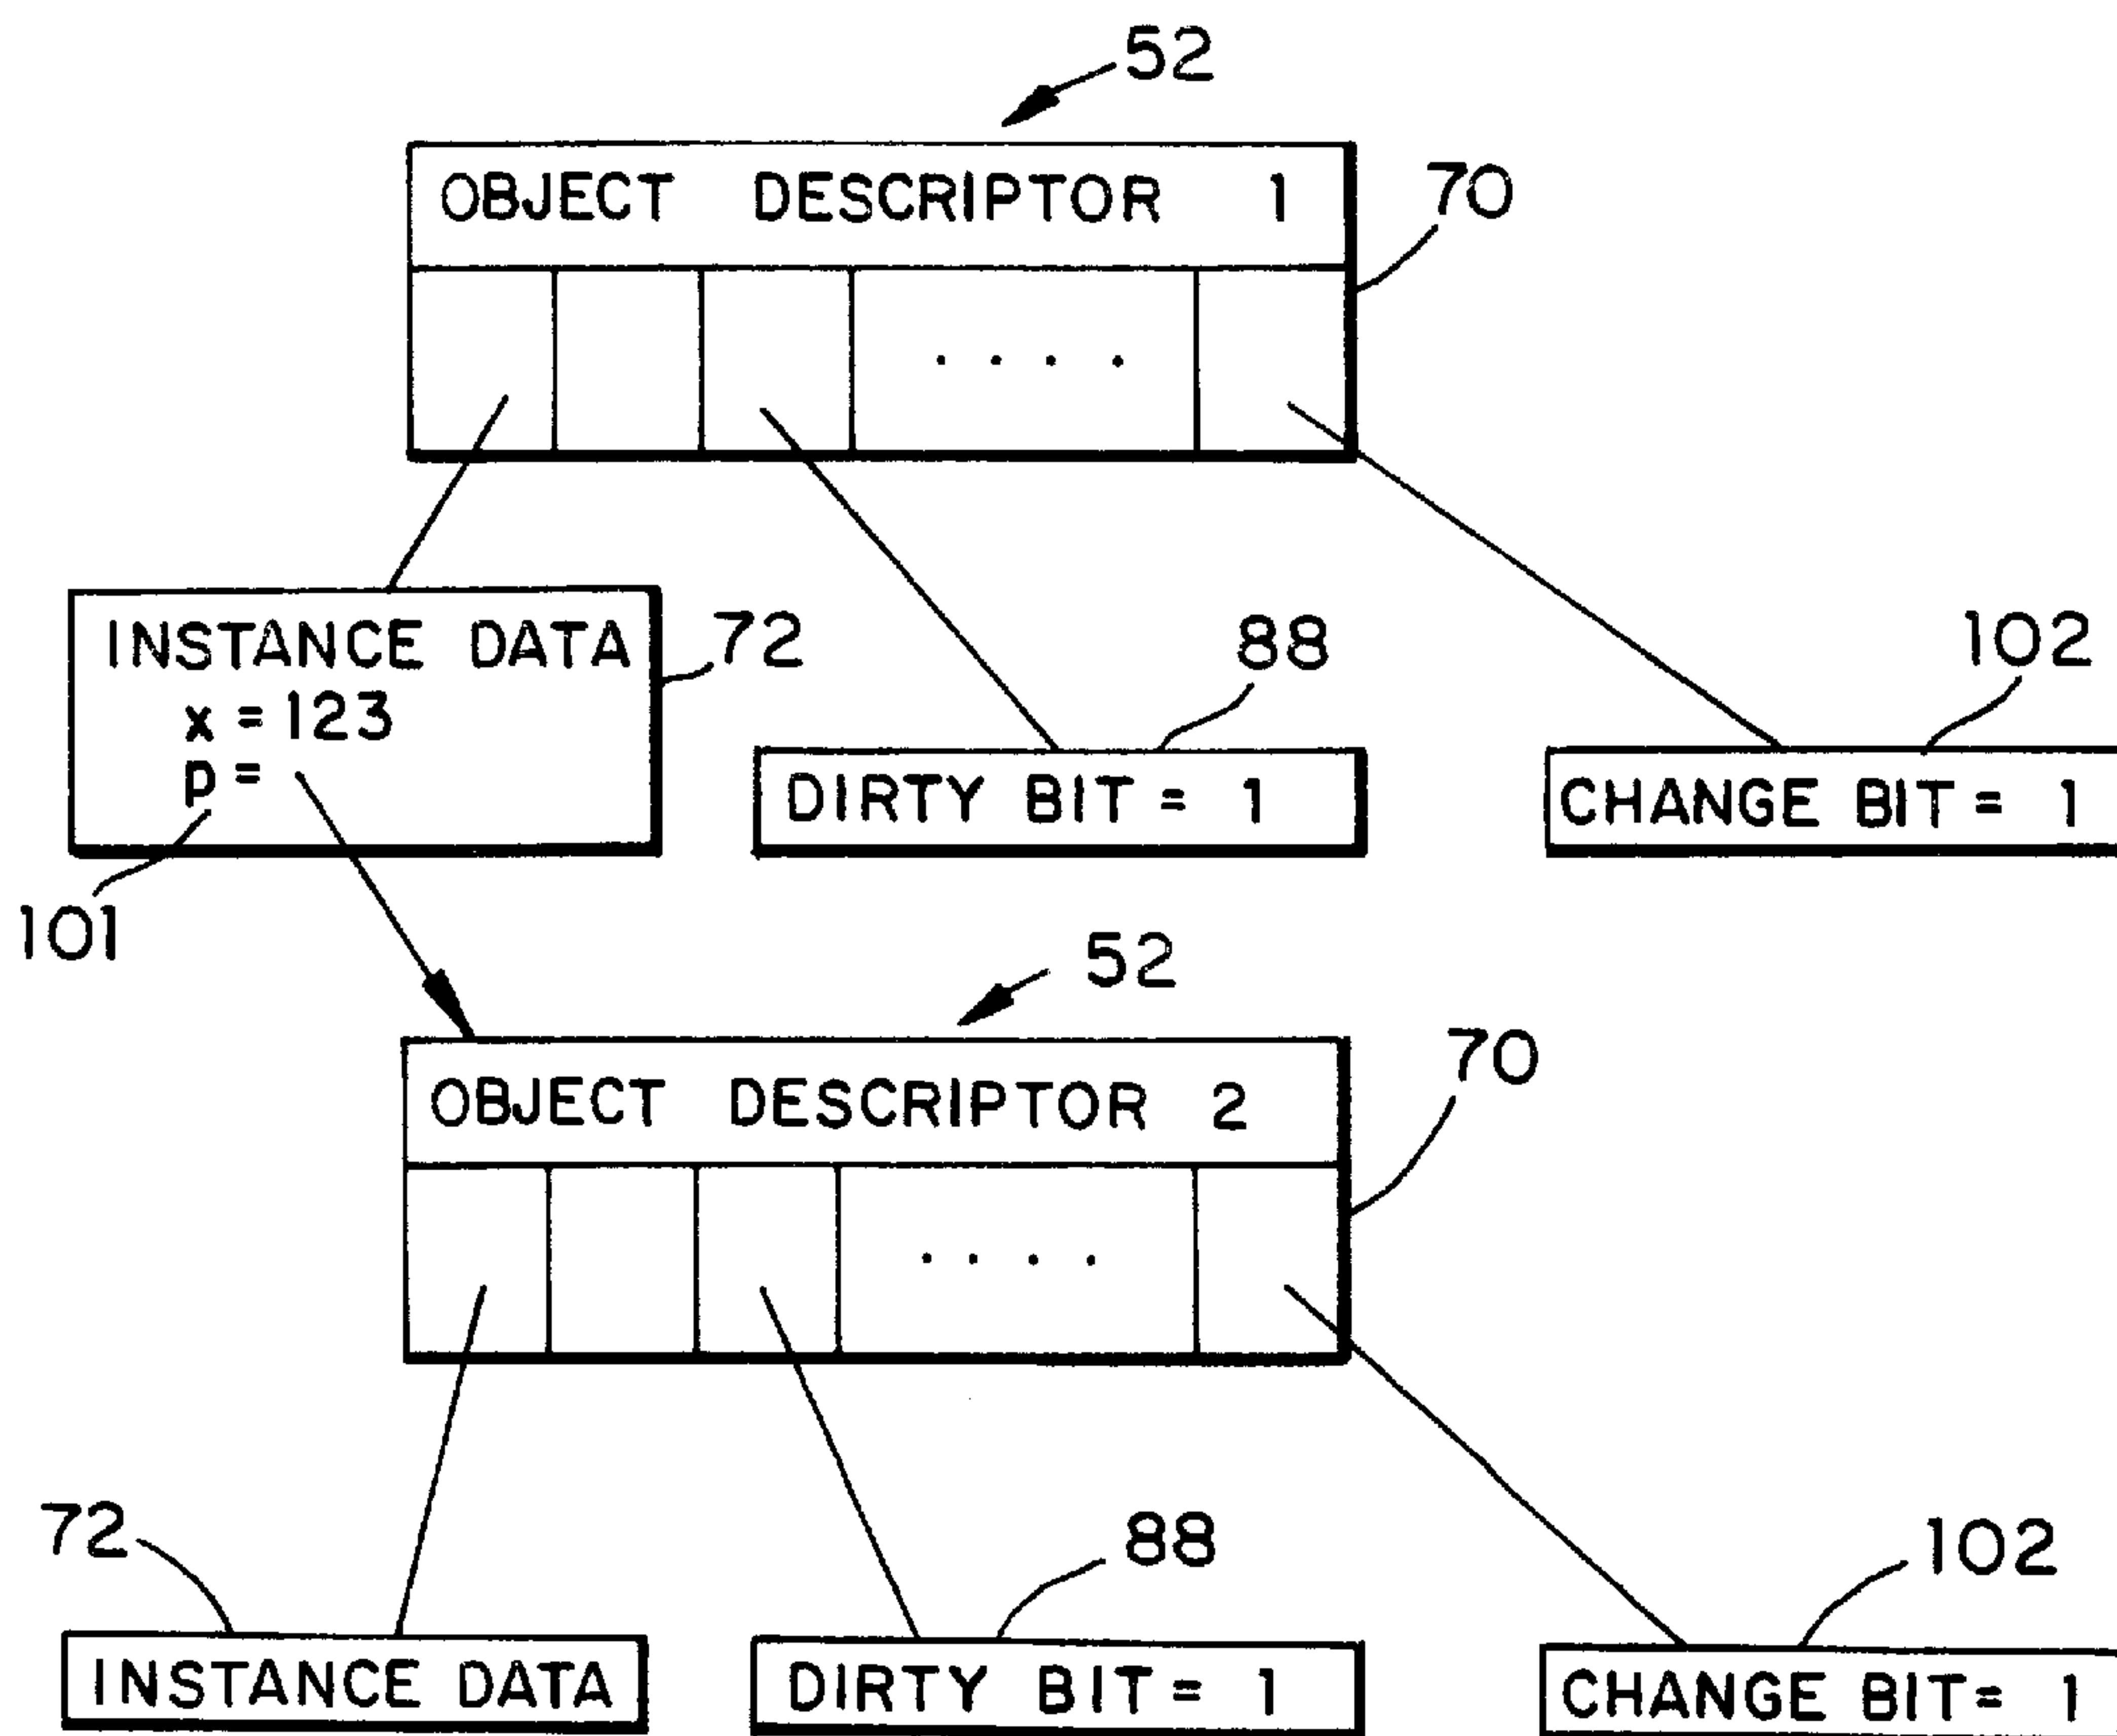 52
OBJECT DESCRIPTOR 1
70
. . . .
INSTANCE DATA
x = 123
p =
72
88
102
DIRTY BIT = 1
CHANGE BIT = 1
101
52
OBJECT DESCRIPTOR 2
70
. . . .
72
88
102
INSTANCE DATA
DIRTY BIT = 1
CHANGE BIT = 1